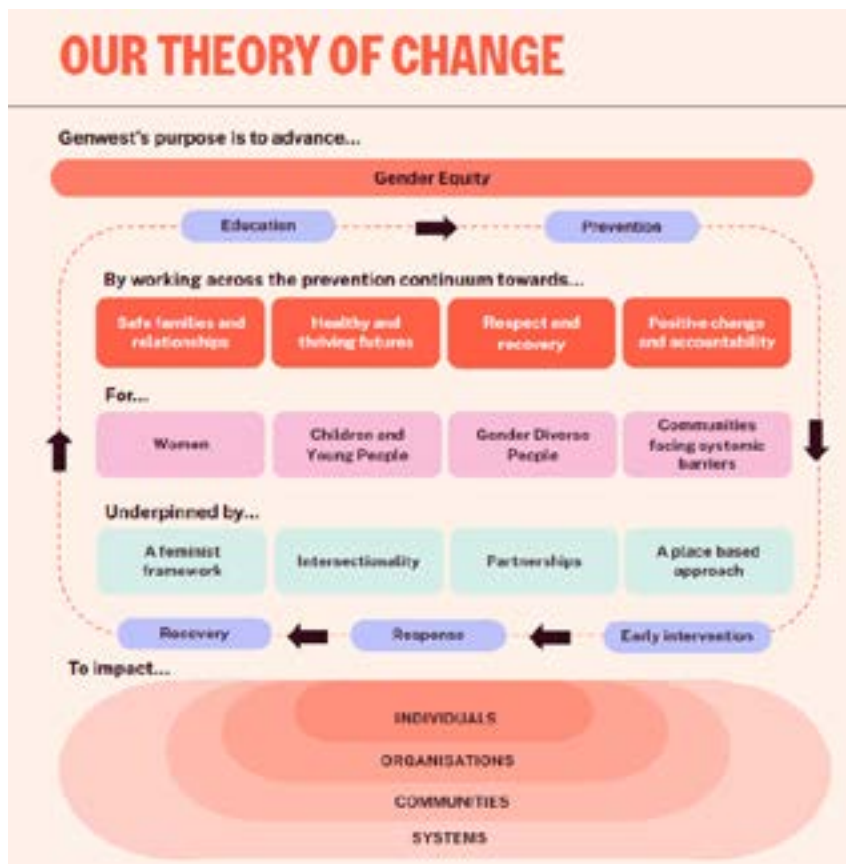 OUR THEORY OF CHANGE
Genwest's purpose is to advance...
Gender Equity
Education
Prevention
By working across the prevention continuum towards...
Safe families and
relationships
Healthy and
thriving futures
Respect and
recovery
Positive change
and accountability
For...
Women
Children and
Young People
Gender Diverse
People
Communities
facing systemic
barriers
Underpinned by...
A feminist
framework
Intersectionality
Partnerships
A place based
approach
Recovery
Response
Early intervention
To impact...
INDIVIDUALS
ORGANISATIONS
COMMUNITIES
SYSTEMS